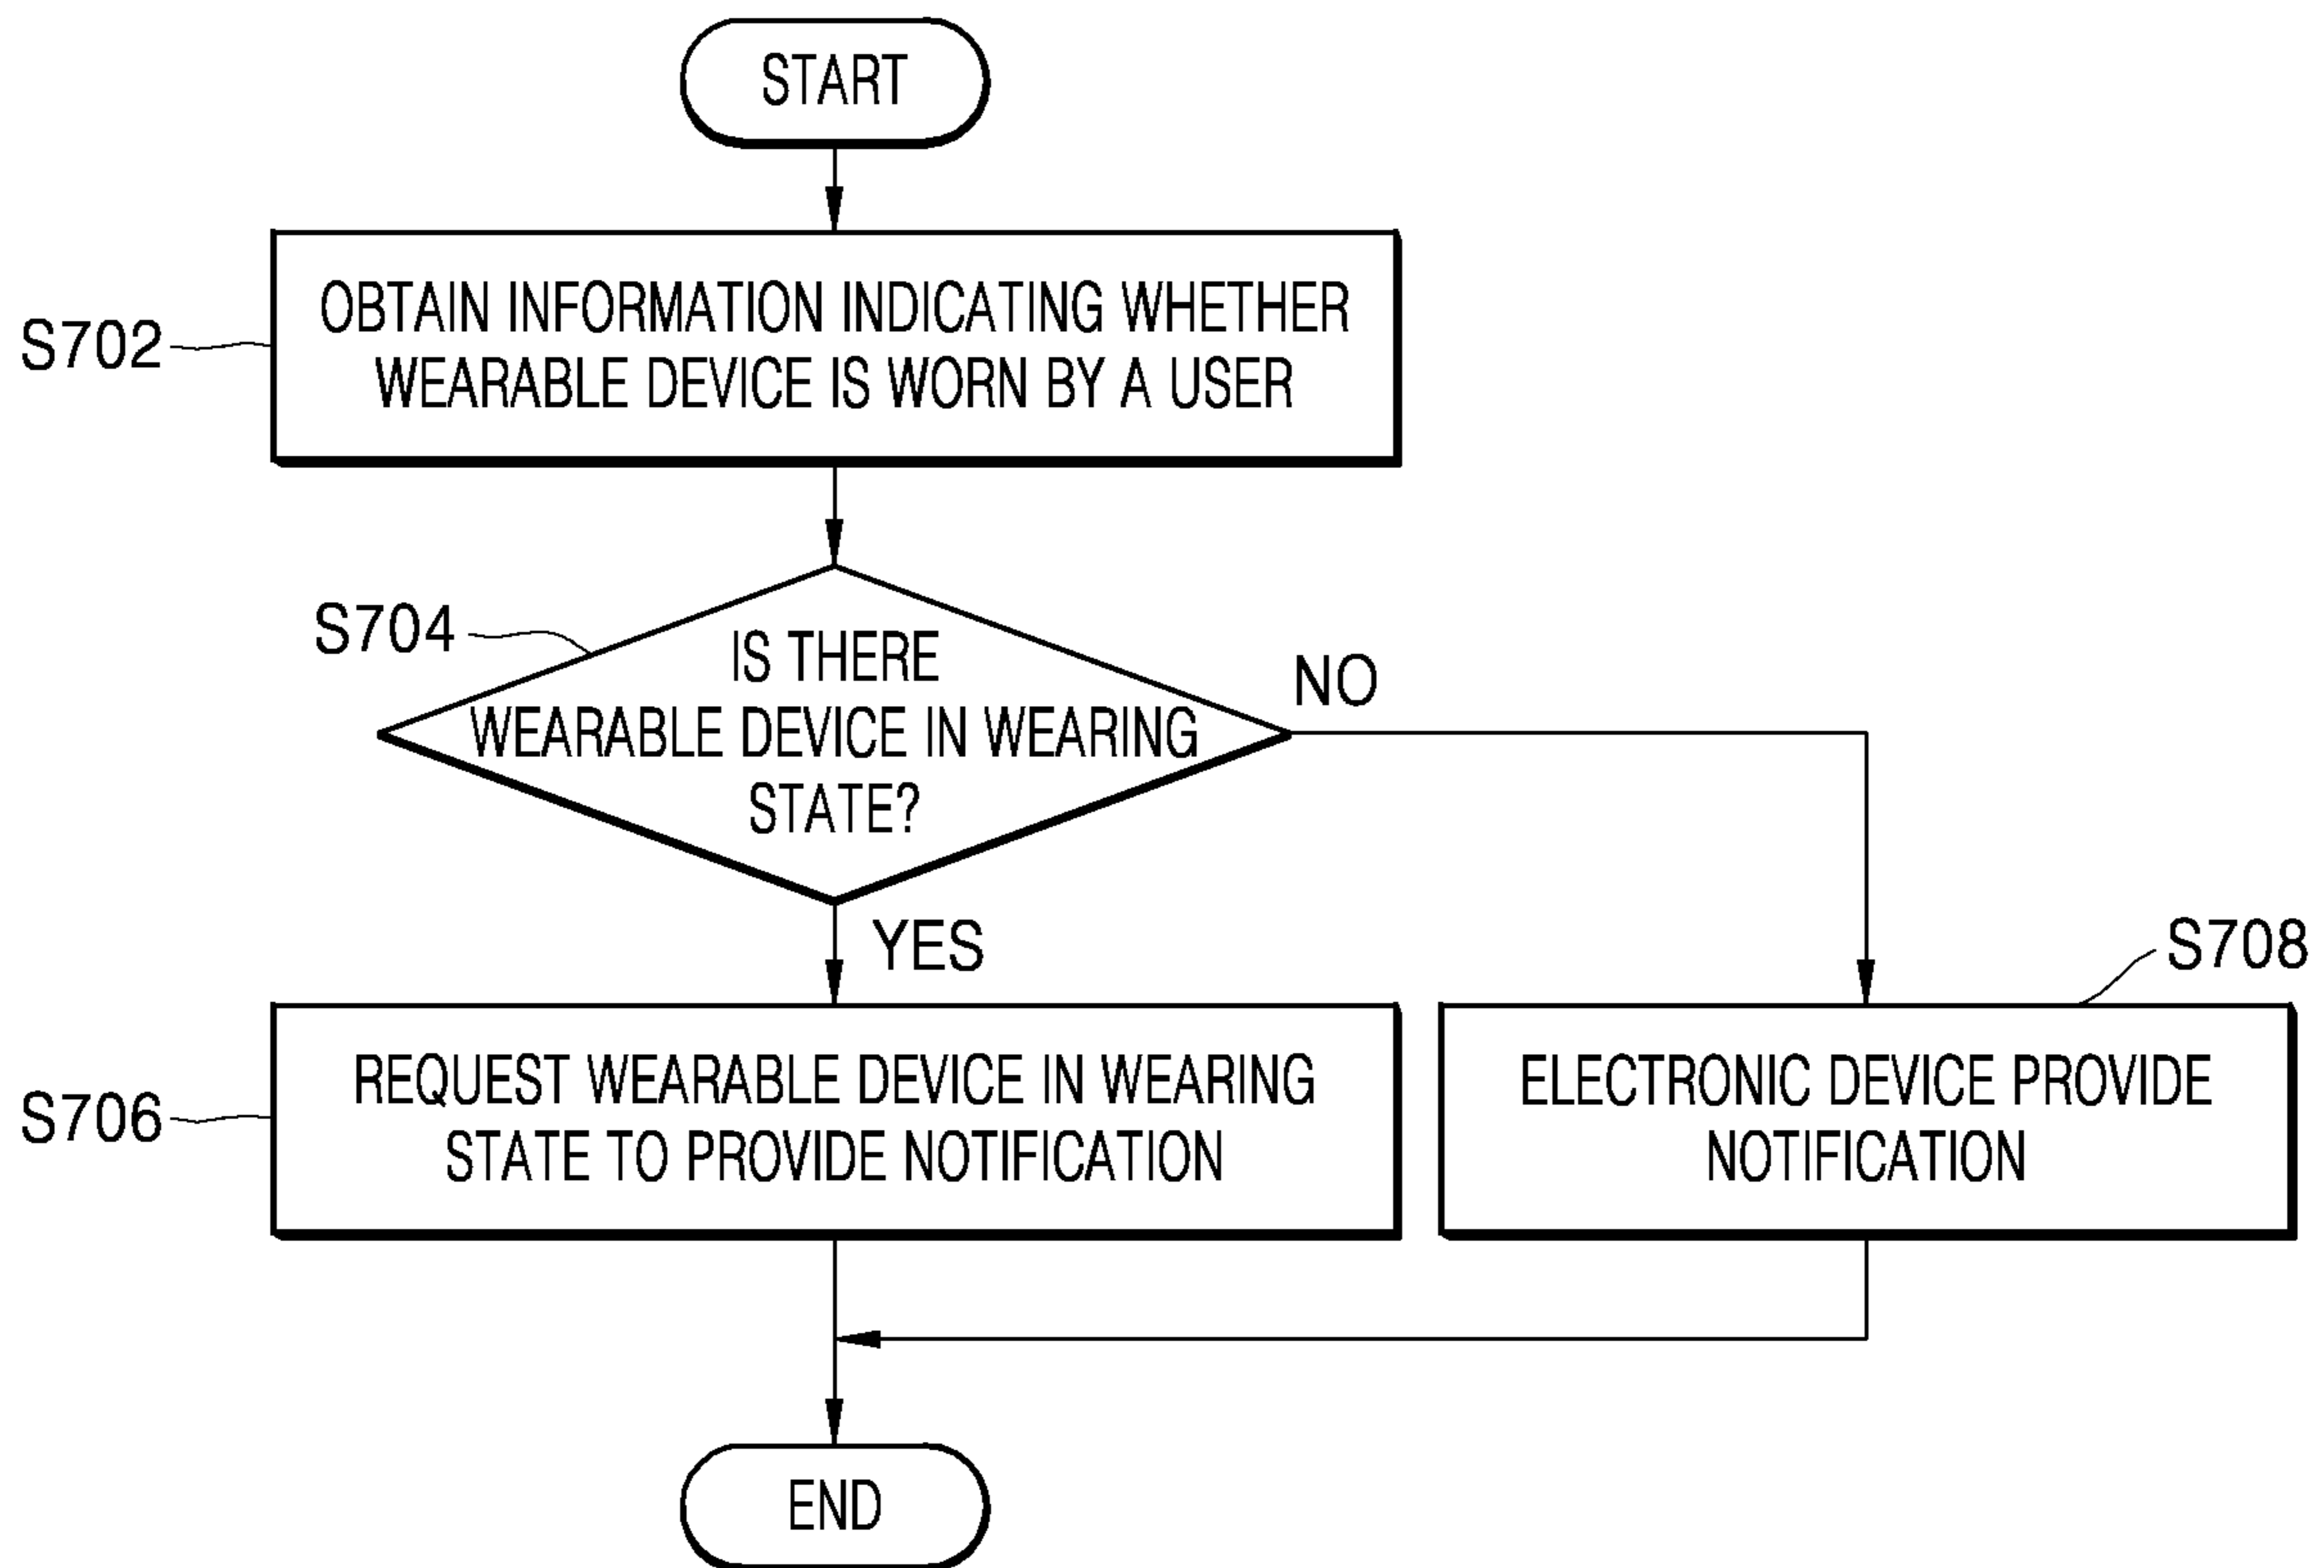 START
S702
OBTAIN INFORMATION INDICATING WHETHER
WEARABLE DEVICE IS WORN BY A USER
S704
IS THERE
WEARABLE DEVICE IN WEARING
STATE?
NO
YES
S706
REQUEST WEARABLE DEVICE IN WEARING
STATE TO PROVIDE NOTIFICATION
S708
ELECTRONIC DEVICE PROVIDE
NOTIFICATION
END